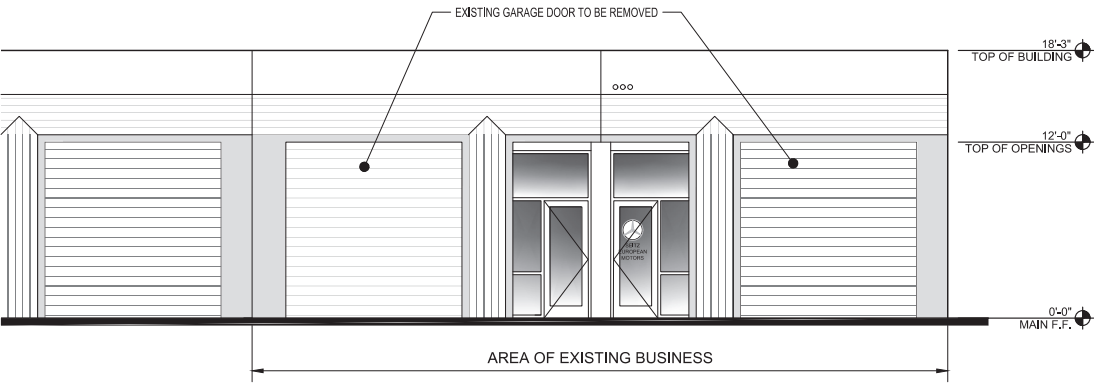 EXISTING GARAGE DOOR TO BE REMOVED
18'-3"
TOP OF BUILDING
12'-0"
TOP OF OPENINGS
EUROPEAN
MOTORS
0'-0"
MAIN F.F.
AREA OF EXISTING BUSINESS